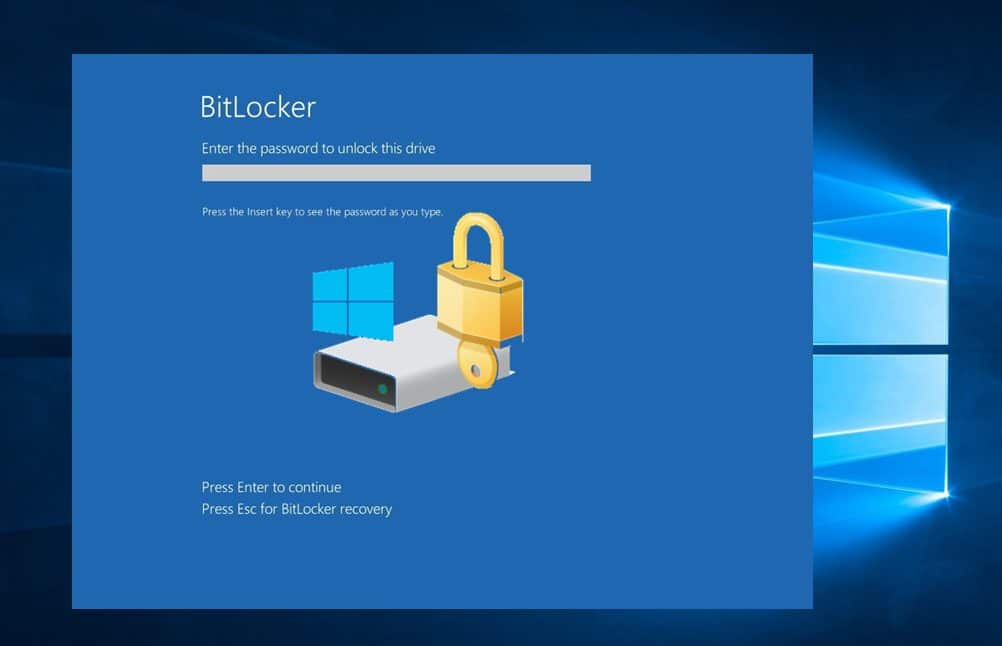 BitLocker
Enter the password to unlock this drive
Press the Insert key to see the password as you type.
Press Enter to continue
Press Esc for BitLocker recovery